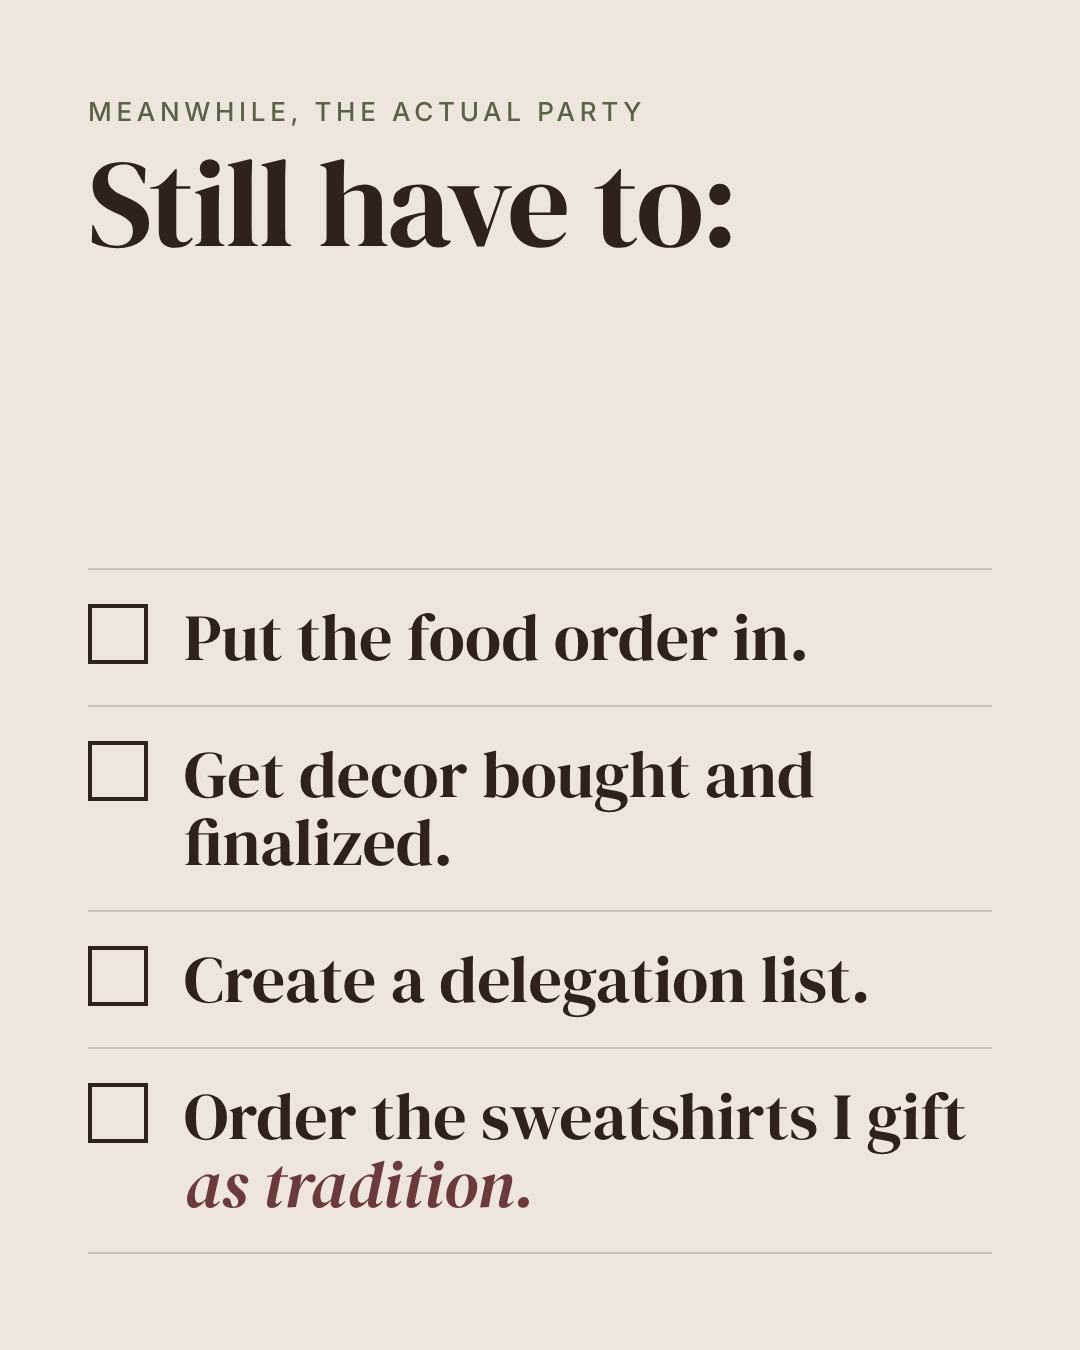 MEANWHILE, THE ACTUAL PARTY
Still have to:
Put the food order in.
Get decor bought and
finalized.
Create a delegation list.
Order the sweatshirts I gift
as tradition.